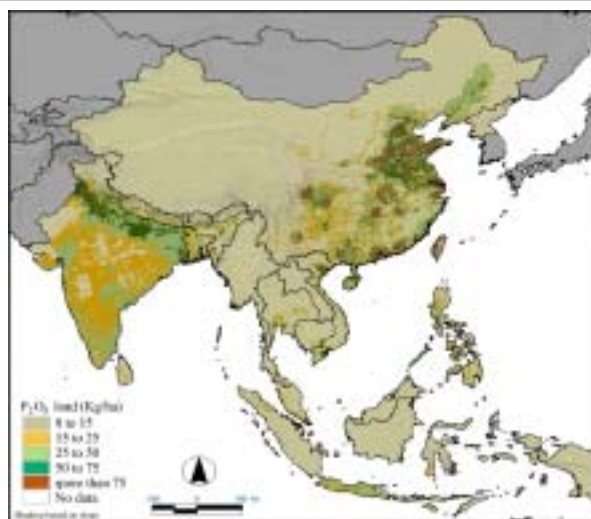 P₂O₅ load (Kg/ha)
0 to 15
15 to 25
25 to 50
50 to 75
more than 75
No data